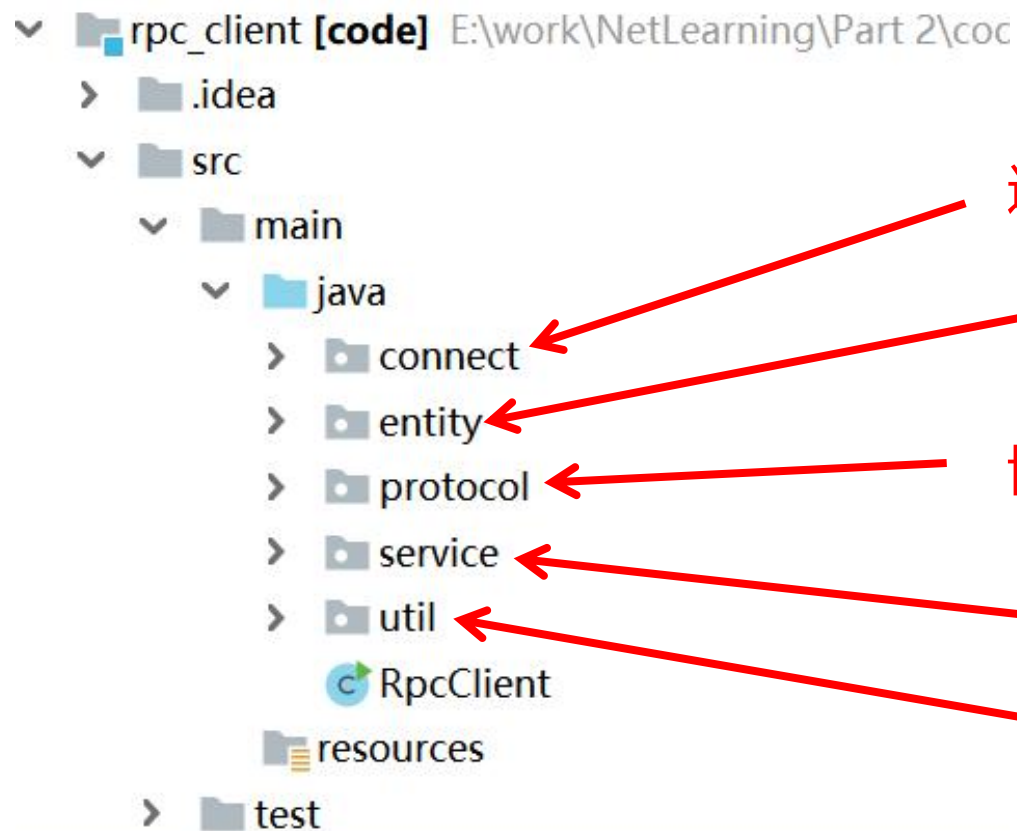 rpc_client [code] E:\work\NetLearning\Part 2\coc
.idea
src
main
java
connect
entity
protocol
service
util
RpcClient
resources
test